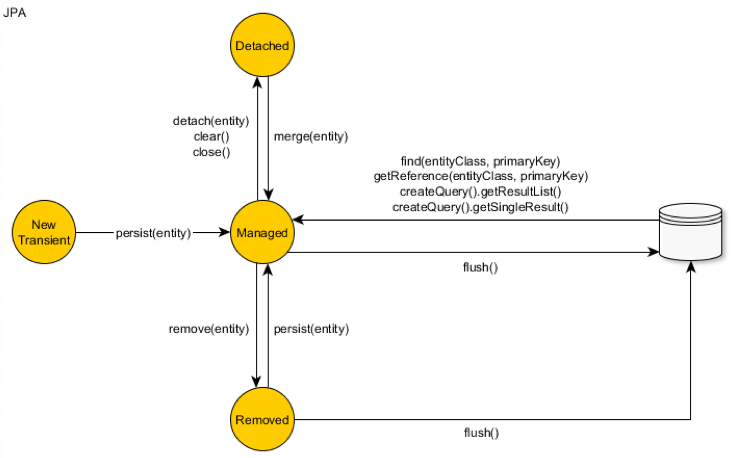 JPA
Detached
detach(entity)
clear()
close()
merge(entity)
find(entityClass, primaryKey)
getReference(entityClass, primaryKey)
createQuery().getResultList()
createQuery().getSingleResult()
New
Transient
persist(entity)
Managed
flush()
remove(entity)
persist(entity)
Removed
flush()